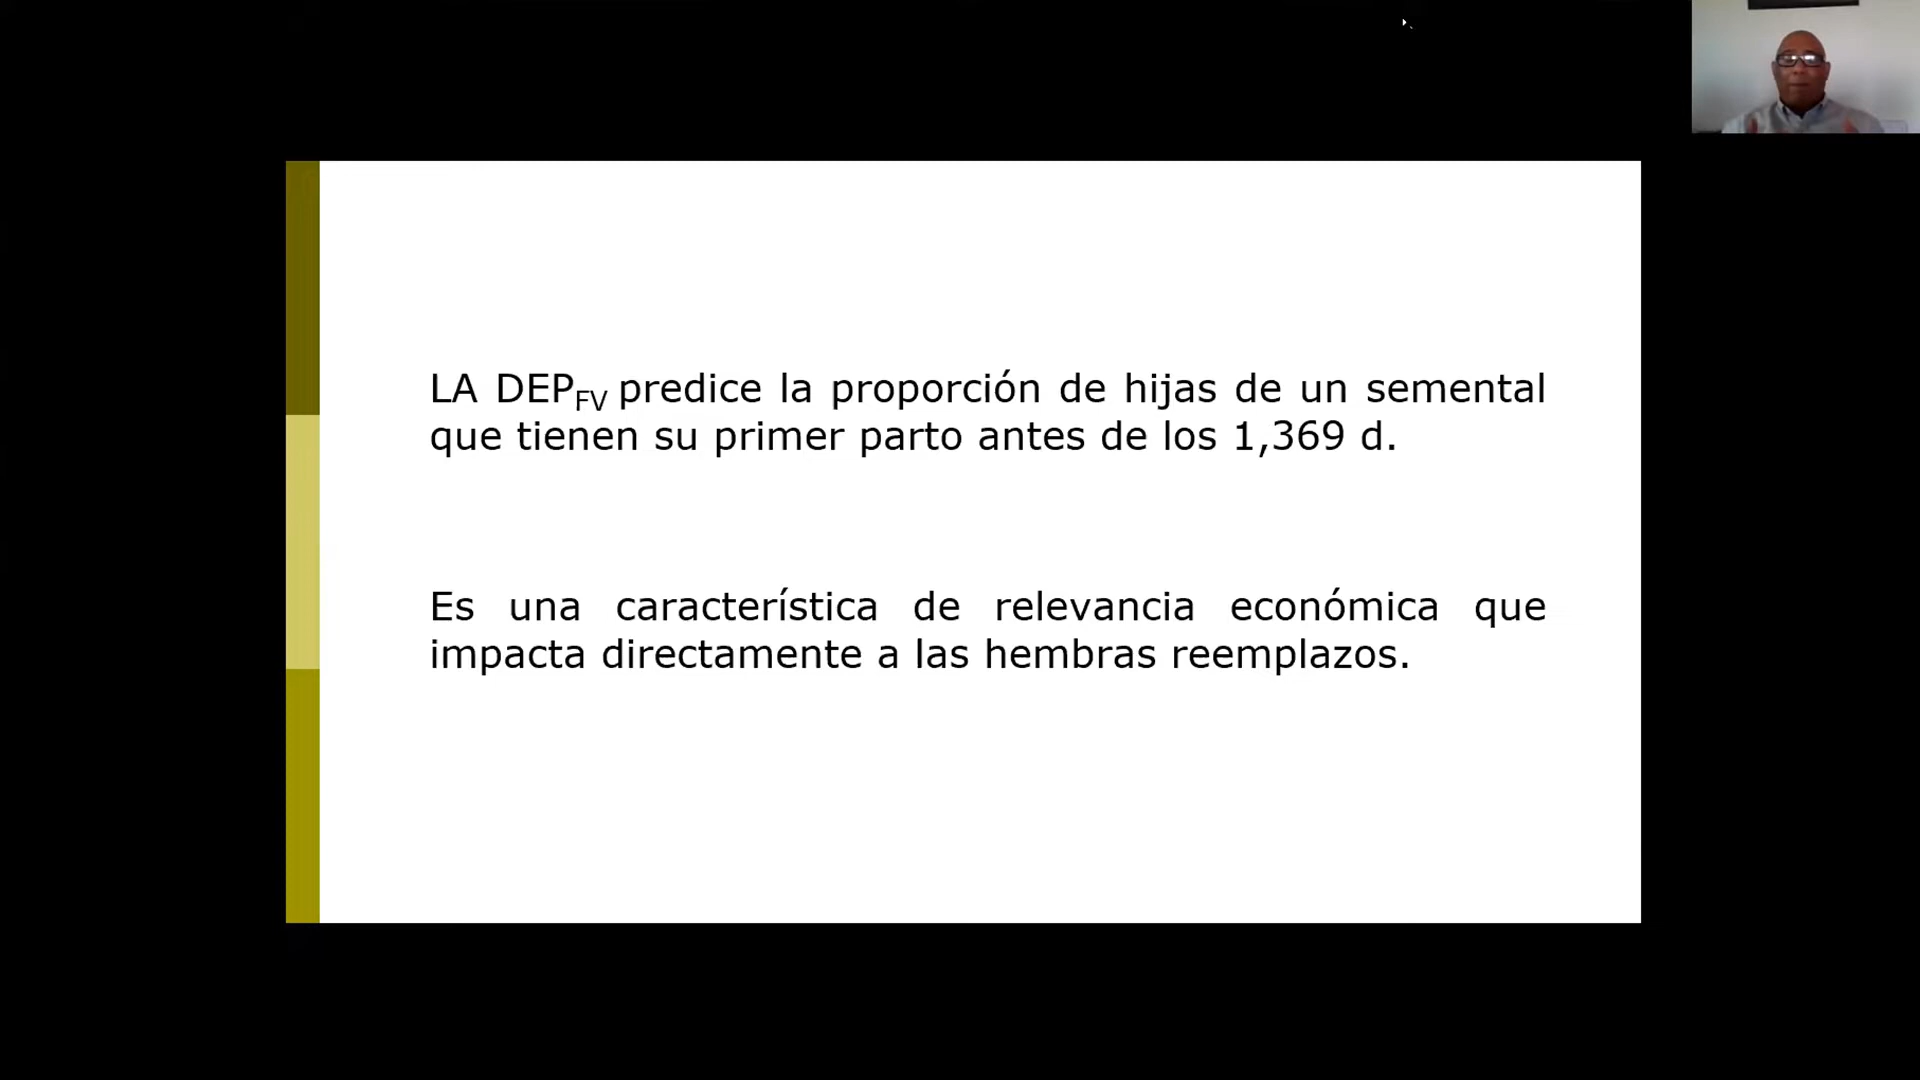 LA DEPFV predice la proporción de hijas de un semental
que tienen su primer parto antes de los 1,369 d.
Es una característica de relevancia económica que
impacta directamente a las hembras reemplazos.